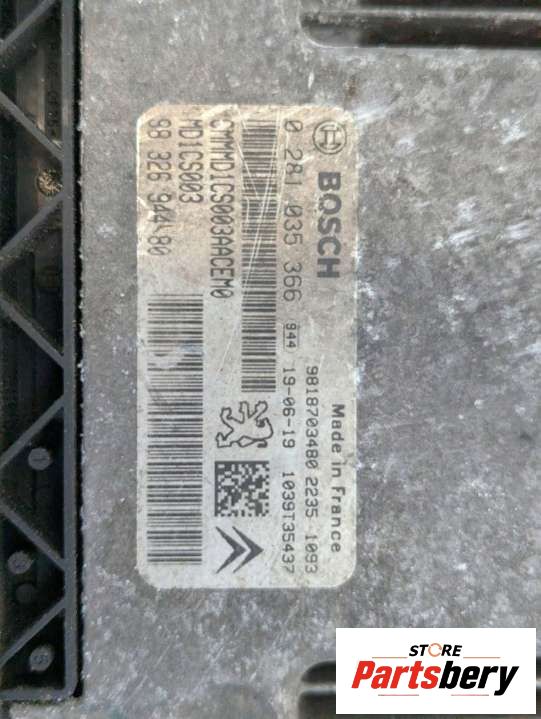 BOSCH
Made in France
0 281 035 366
9818703480 2235 1093
944 19-06-19 1039T35437
SWMMD1CS003AACEM0
MD1CS003
98 326 944 80
STORE
Partsbery